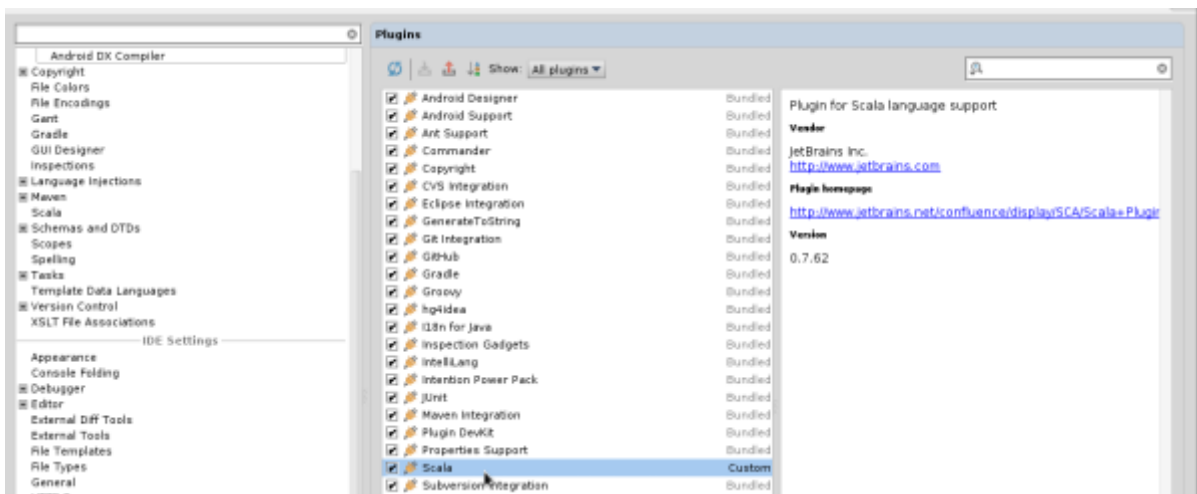 Android DX Compiler
Copyright
File Colors
File Encodings
Gant
Gradle
GUI Designer
Inspections
Language Injections
Maven
Scala
Schemas and DTDs
Scopes
Spelling
Tasks
Template Data Languages
Version Control
XSLT File Associations
IDE Settings
Appearance
Console Folding
Debugger
Editor
External Diff Tools
External Tools
File Templates
File Types
General
Plugins
Show: All plugins
Android Designer Bundled
Android Support Bundled
Ant Support Bundled
Commander Bundled
Copyright Bundled
CVS Integration Bundled
Eclipse Integration Bundled
GenerateToString Bundled
Git Integration Bundled
GitHub Bundled
Gradle Bundled
Groovy Bundled
hg4idea Bundled
I18n for Java Bundled
Inspection Gadgets Bundled
IntelliLang Bundled
Intention Power Pack Bundled
JUnit Bundled
Maven Integration Bundled
Plugin DevKit Bundled
Properties Support Bundled
Scala Custom
Subversion Integration Bundled
Plugin for Scala language support
Vendor
JetBrains Inc.
http://www.jetbrains.com
Plugin homepage
http://www.jetbrains.net/confluence/display/SCA/Scala+Plugin
Version
0.7.62